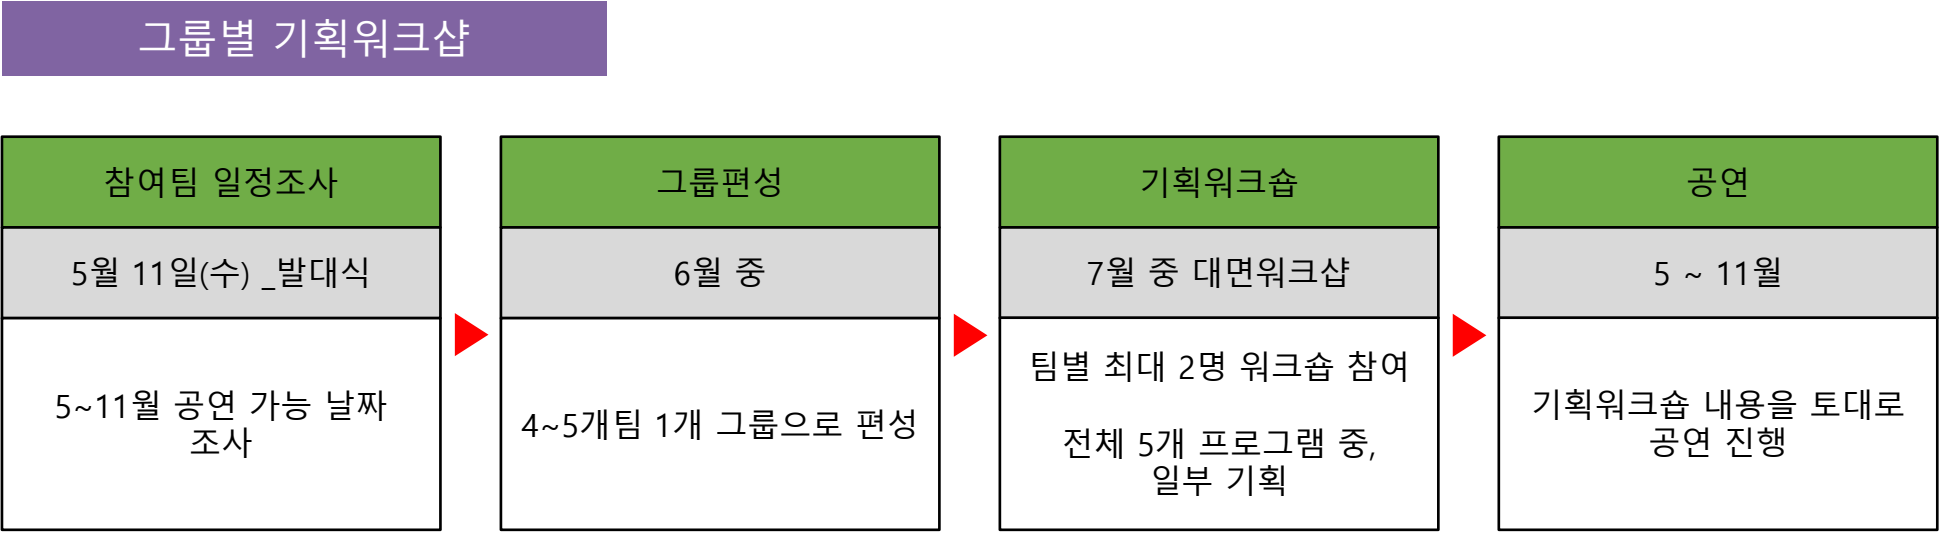 그룹별 기획워크샵
참여팀 일정조사
5월 11일(수) _발대식
5~11월 공연 가능 날짜
조사
그룹편성
6월 중
4~5개팀 1개 그룹으로 편성
기획워크숍
7월 중 대면워크샵
팀별 최대 2명 워크숍 참여
전체 5개 프로그램 중,
일부 기획
공연
5 ~ 11월
기획워크숍 내용을 토대로
공연 진행